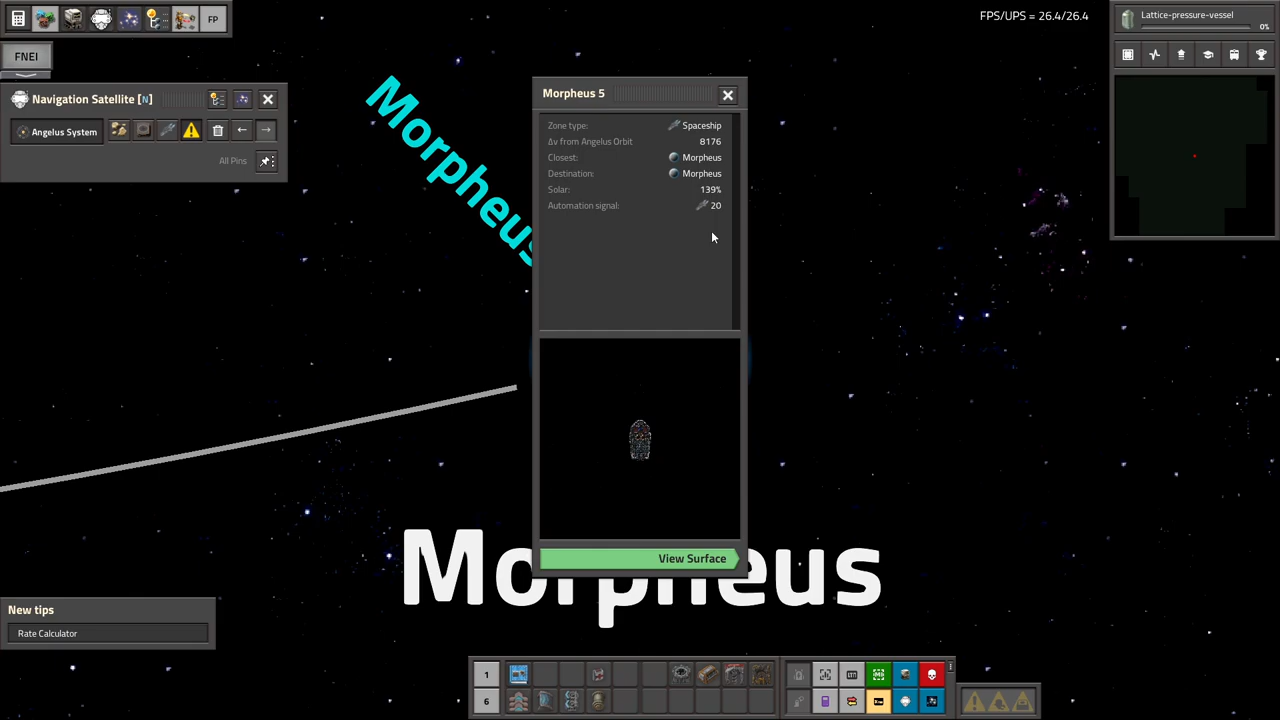 FP
FPS/UPS = 26.4/26.4
Lattice-pressure-vessel
0%
FNEI
Navigation Satellite [N]
Angelus System
All Pins
Morpheus
Morpheus 5
Zone type: Spaceship
Δv from Angelus Orbit 8176
Closest: Morpheus
Destination: Morpheus
Solar: 139%
Automation signal: 20
View Surface
Morpheus
New tips
Rate Calculator
1
6